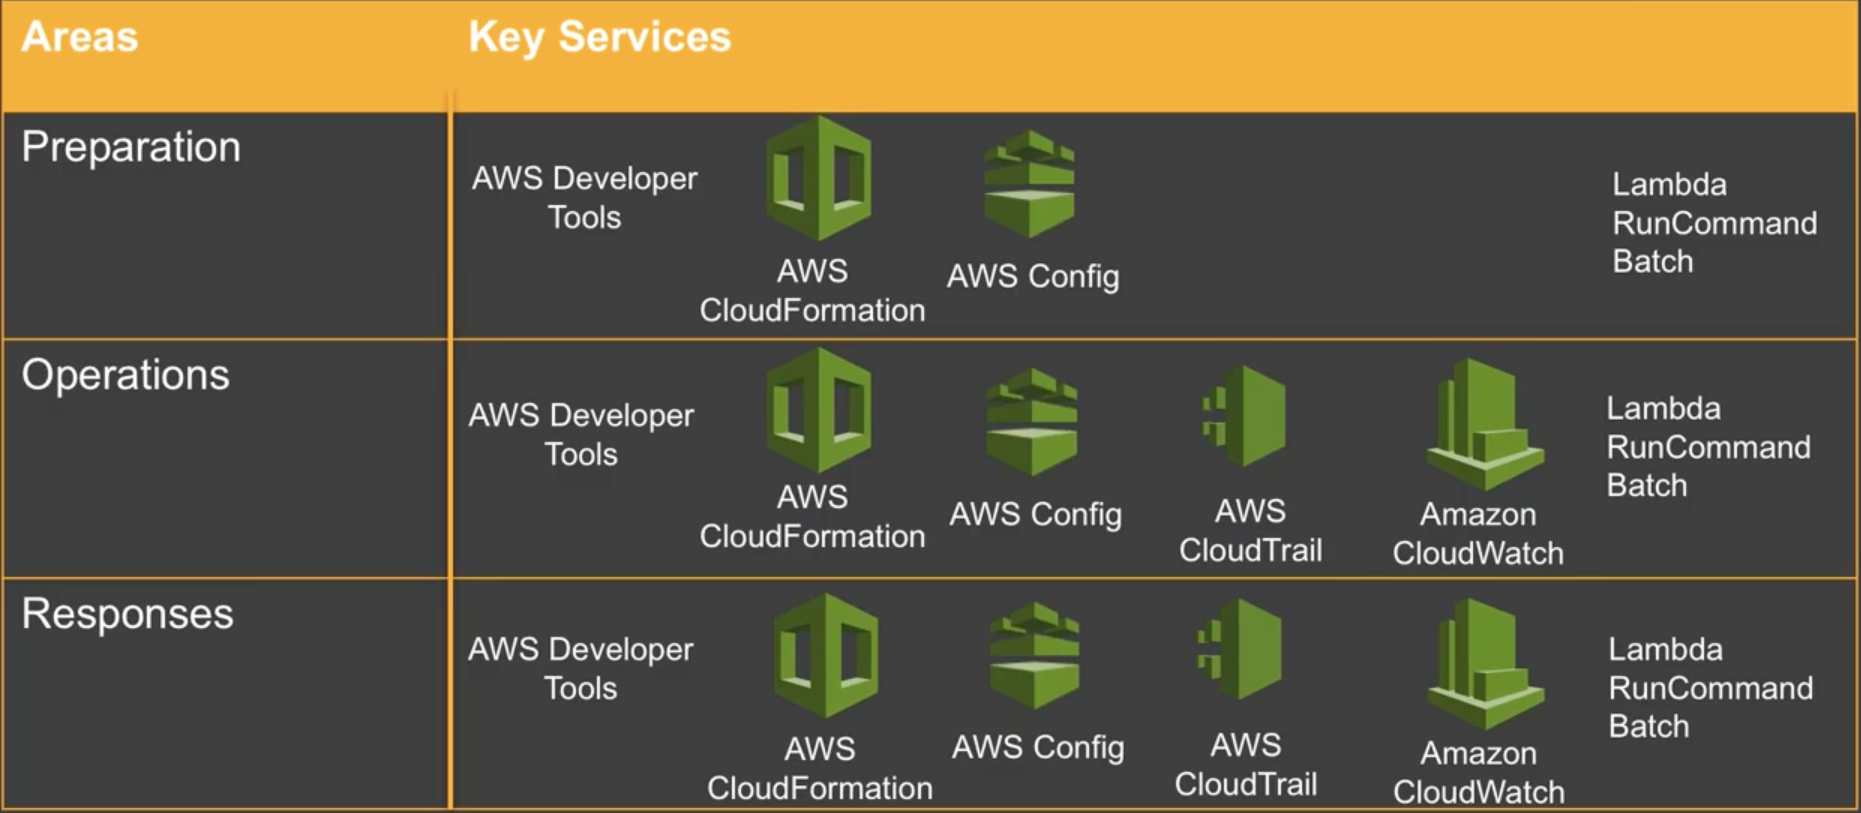 Areas
Key Services
Preparation
AWS Developer
Tools
AWS
CloudFormation
AWS Config
Lambda
RunCommand
Batch
Operations
AWS Developer
Tools
AWS
CloudFormation
AWS Config
AWS
CloudTrail
Amazon
CloudWatch
Lambda
RunCommand
Batch
Responses
AWS Developer
Tools
AWS
CloudFormation
AWS Config
AWS
CloudTrail
Amazon
CloudWatch
Lambda
RunCommand
Batch